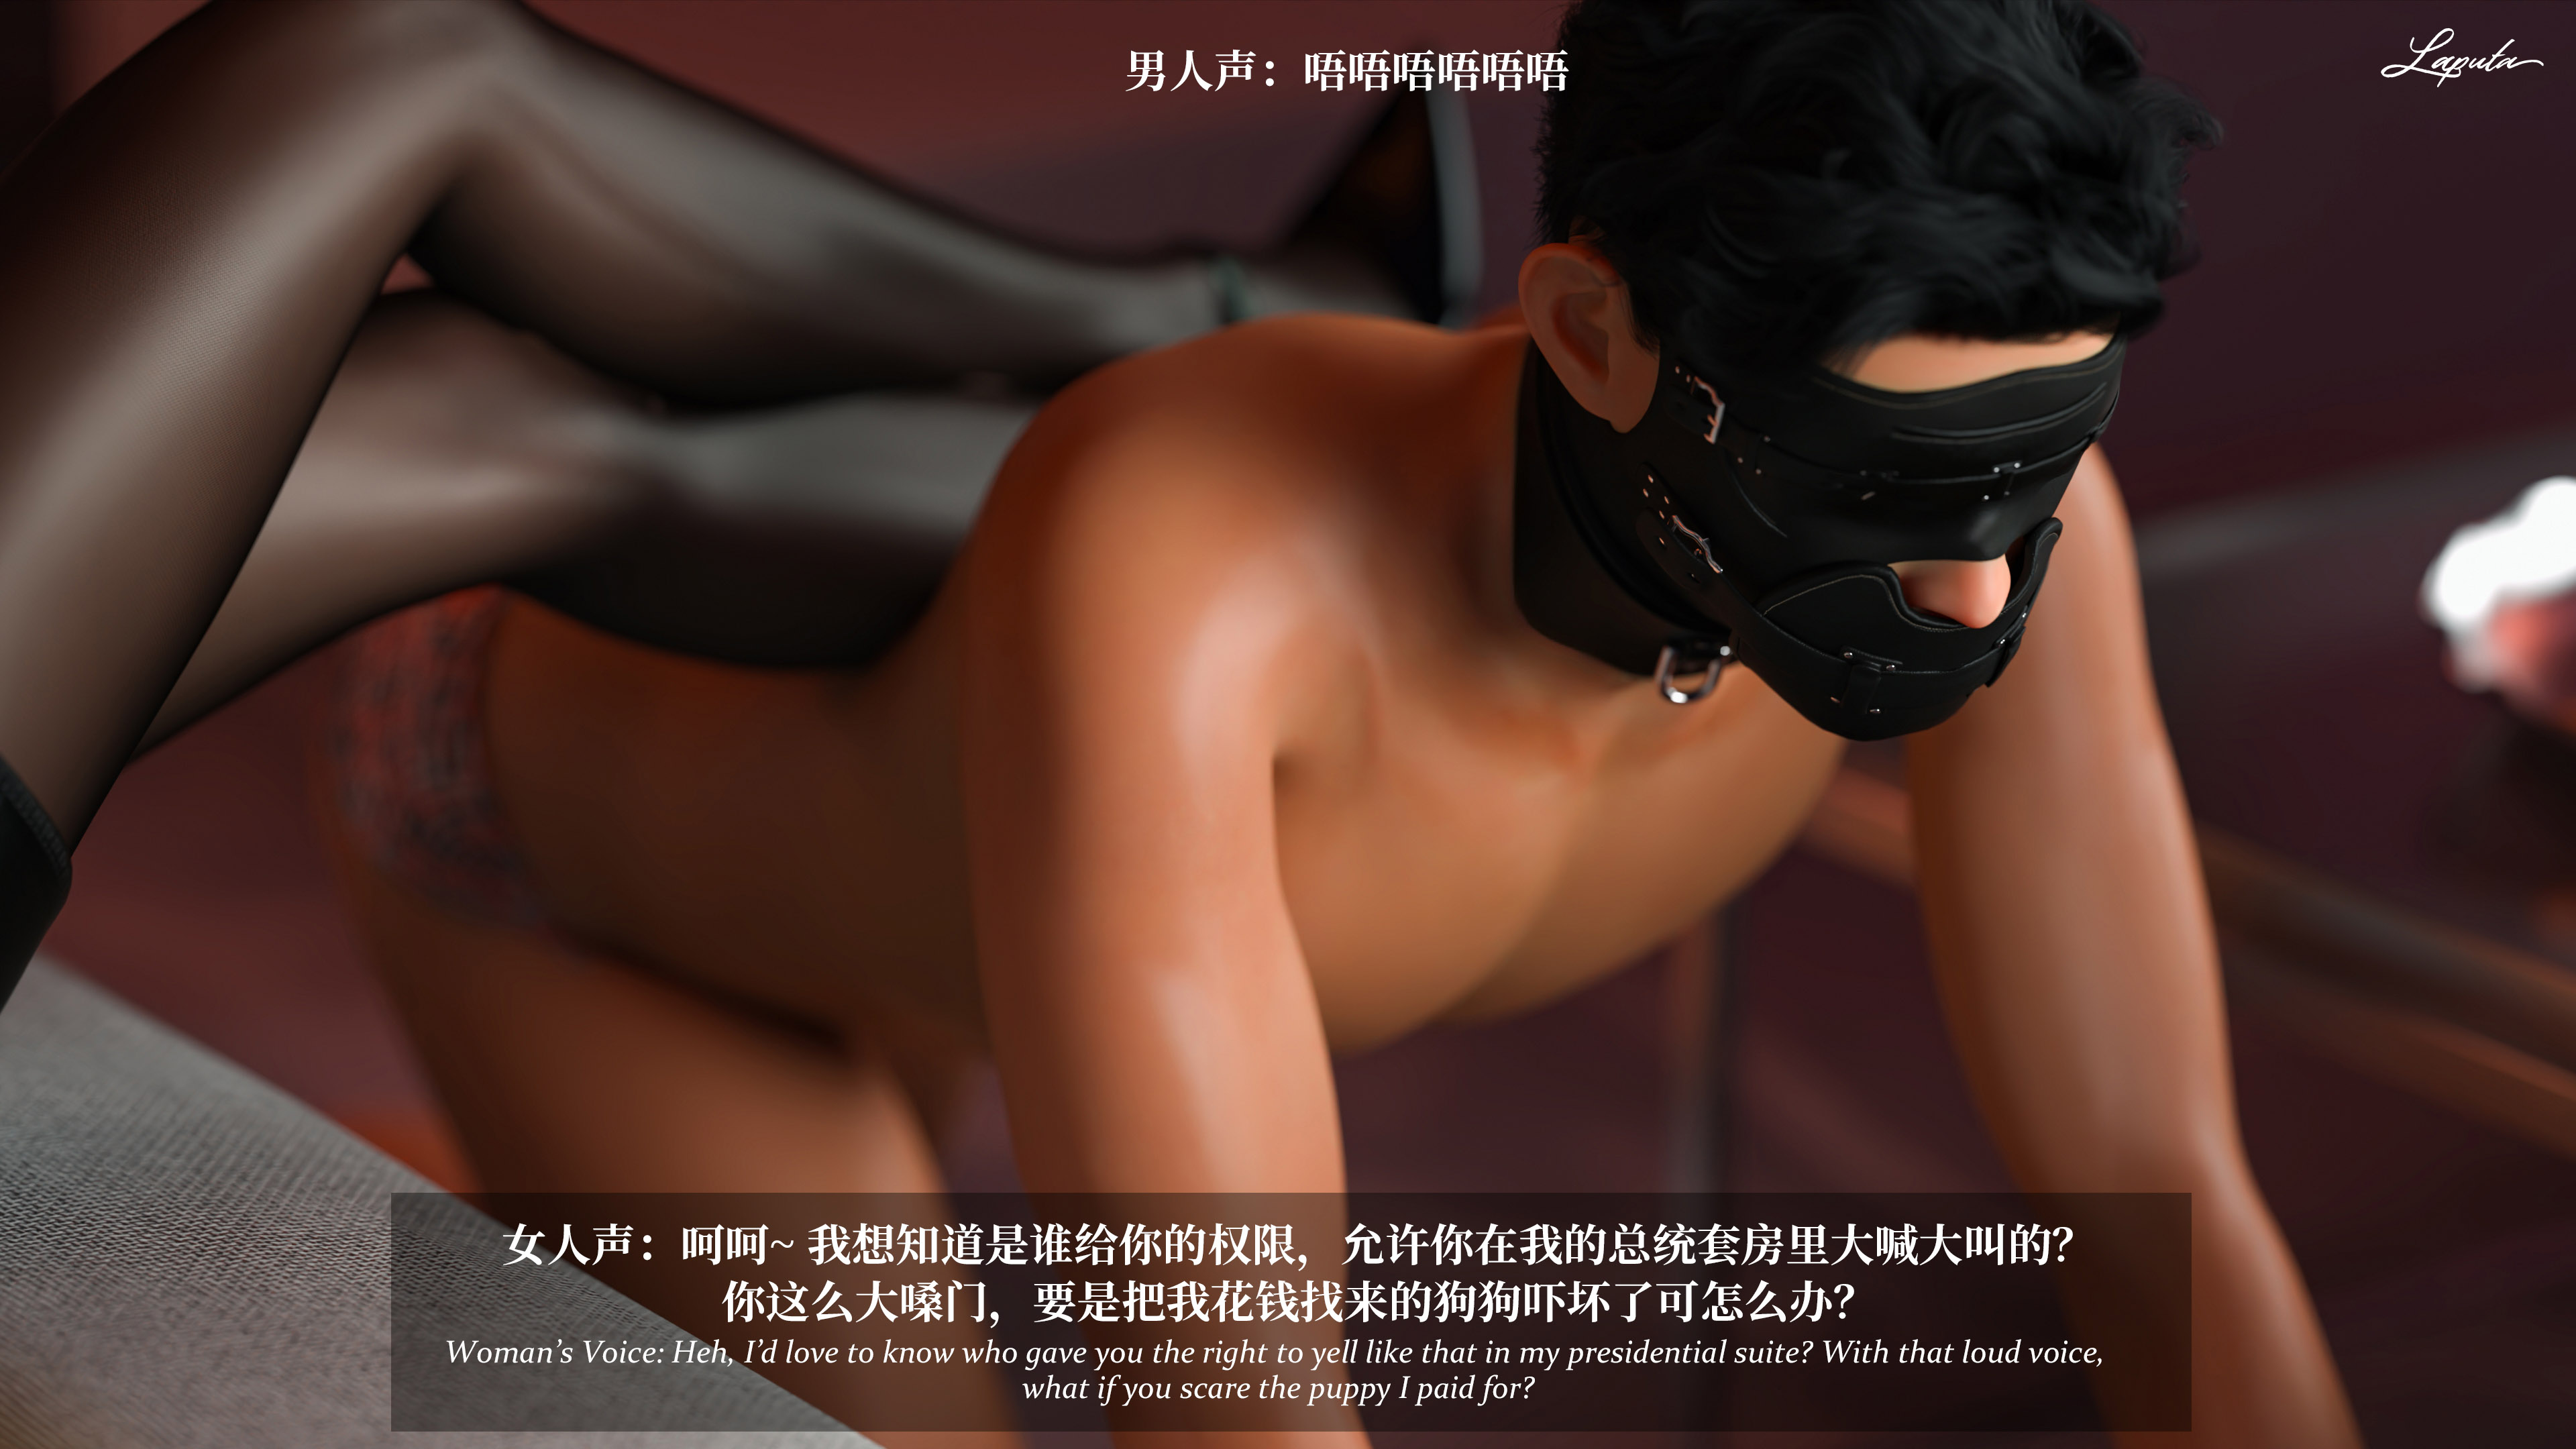 男人声：唔唔唔唔唔唔
Laputa
女人声：呵呵~ 我想知道是谁给你的权限，允许你在我的总统套房里大喊大叫的？
你这么大嗓门，要是把我花钱找来的狗狗吓坏了可怎么办？
Woman’s Voice: Heh, I’d love to know who gave you the right to yell like that in my presidential suite? With that loud voice,
what if you scare the puppy I paid for?